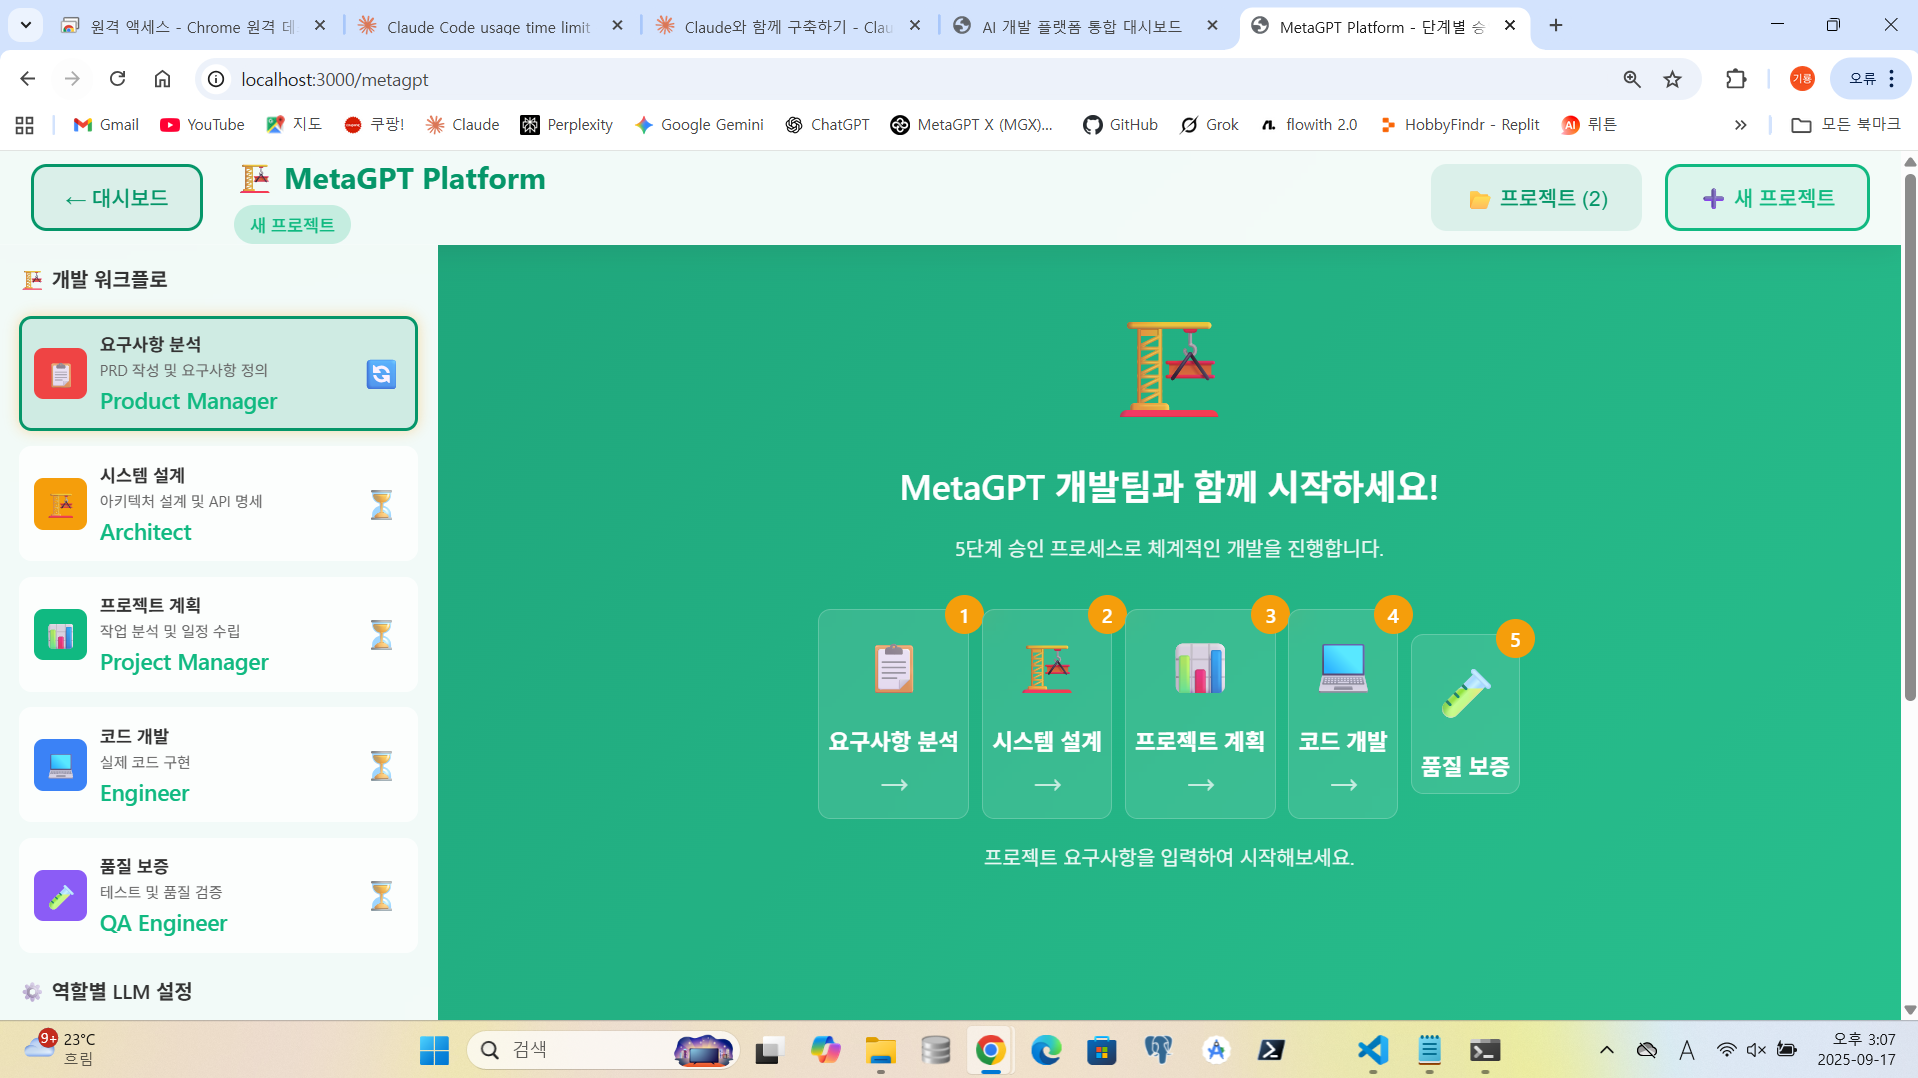 원격 액세스 - Chrome 원격 데
Claude Code usage time limit
Claude와 함께 구축하기 - Clau
AI 개발 플랫폼 통합 대시보드
MetaGPT Platform - 단계별 승
localhost:3000/metagpt
기룡
오류
Gmail
YouTube
지도
쿠팡!
Claude
Perplexity
Google Gemini
ChatGPT
MetaGPT X (MGX)...
GitHub
Grok
flowith 2.0
HobbyFindr - Replit
뤼튼
모든 북마크
← 대시보드
MetaGPT Platform
새 프로젝트
프로젝트 (2)
새 프로젝트
개발 워크플로
요구사항 분석
PRD 작성 및 요구사항 정의
Product Manager
시스템 설계
아키텍처 설계 및 API 명세
Architect
프로젝트 계획
작업 분석 및 일정 수립
Project Manager
코드 개발
실제 코드 구현
Engineer
품질 보증
테스트 및 품질 검증
QA Engineer
역할별 LLM 설정
MetaGPT 개발팀과 함께 시작하세요!
5단계 승인 프로세스로 체계적인 개발을 진행합니다.
1
요구사항 분석
→
2
시스템 설계
→
3
프로젝트 계획
→
4
코드 개발
→
5
품질 보증
프로젝트 요구사항을 입력하여 시작해보세요.
9+
23°C
흐림
검색
A
오후 3:07
2025-09-17